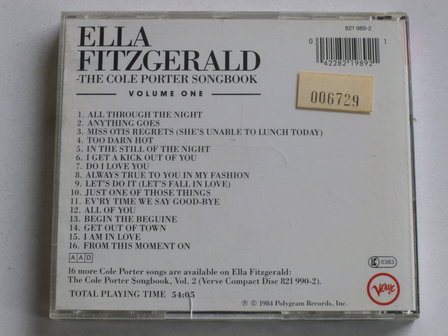 821 989-2
ELLA
FITZGERALD
-THE COLE PORTER SONGBOOK
VOLUME ONE
0 42282 19892 1
006729
1. ALL THROUGH THE NIGHT
2. ANYTHING GOES
3. MISS OTIS REGRETS (SHE'S UNABLE TO LUNCH TODAY)
4. TOO DARN HOT
5. IN THE STILL OF THE NIGHT
6. I GET A KICK OUT OF YOU
7. DO I LOVE YOU
8. ALWAYS TRUE TO YOU IN MY FASHION
9. LET'S DO IT (LET'S FALL IN LOVE)
10. JUST ONE OF THOSE THINGS
11. EV'RY TIME WE SAY GOOD-BYE
12. ALL OF YOU
13. BEGIN THE BEGUINE
14. GET OUT OF TOWN
15. I AM IN LOVE
16. FROM THIS MOMENT ON
AAD
0383
16 more Cole Porter songs are available on Ella Fitzgerald:
The Cole Porter Songbook, Vol. 2 (Verve Compact Disc 821 990-2).
TOTAL PLAYING TIME 54:05
℗ © 1984 Polygram Records, Inc.
Verve